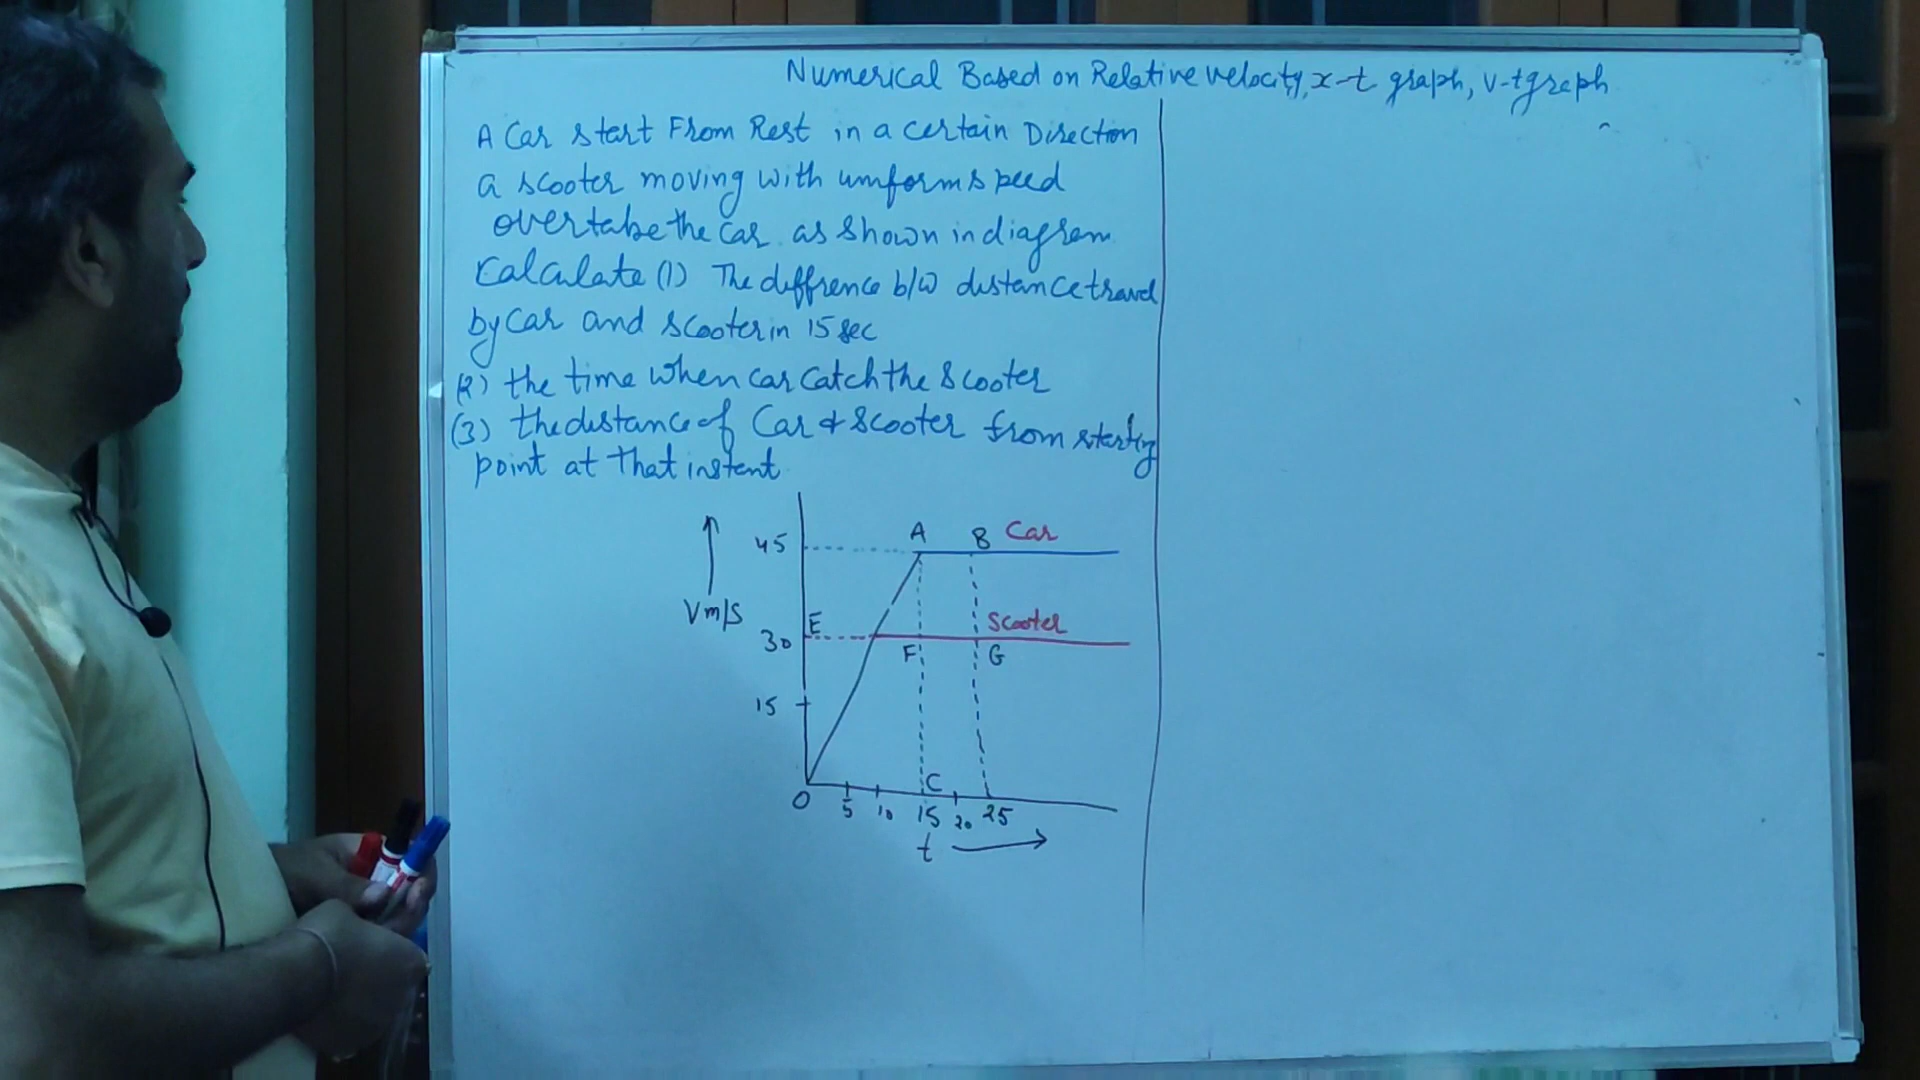 Numerical Based on Relative velocity, x-t graph, v-t graph
A Car start From Rest in a certain Direction
a scooter moving with uniform speed
overtake the car as shown in diagram
Calculate (1) The diffrence b/w distance travel
by Car and scooter in 15 sec
(2) the time when car catch the scooter
(3) the distance of Car & scooter from starting
point at that instent
A B Car
45
V m/s
E Scooter
30
F G
15
C
O 5 10 15 20 25
t